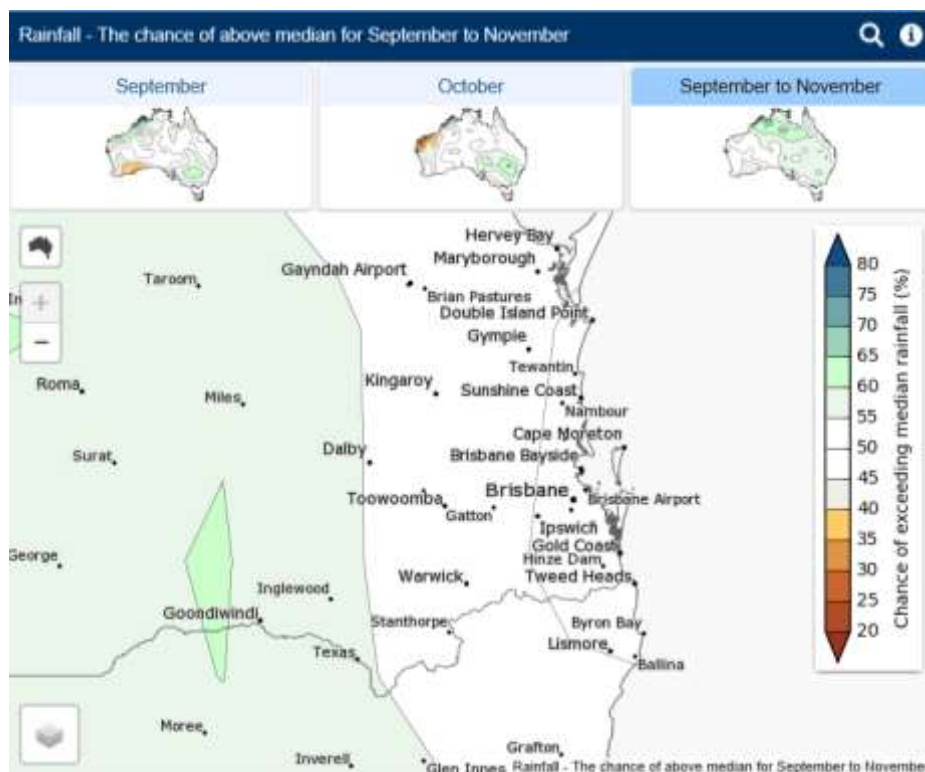 Rainfall - The chance of above median for September to November
September
October
September to November
Hervey Bay
Maryborough
Gayndah Airport
Taroom
Brian Pastures
Double Island Point
Gympie
Tewantin
Kingaroy
Roma
Sunshine Coast
Miles
Nambour
Cape Moreton
Dalby
Surat
Brisbane Bayside
Brisbane
Toowoomba
Brisbane Airport
Gatton
Ipswich
Gold Coast
George
Hinze Dam
Warwick
Tweed Heads
Inglewood
Goondiwindi
Stanthorpe
Byron Bay
Lismore
Texas
Ballina
Moree
Grafton
Inverell
Glen Innes
Rainfall - The chance of above median for September to November
80
75
70
65
60
55
50
45
40
35
30
25
20
Chance of exceeding median rainfall (%)